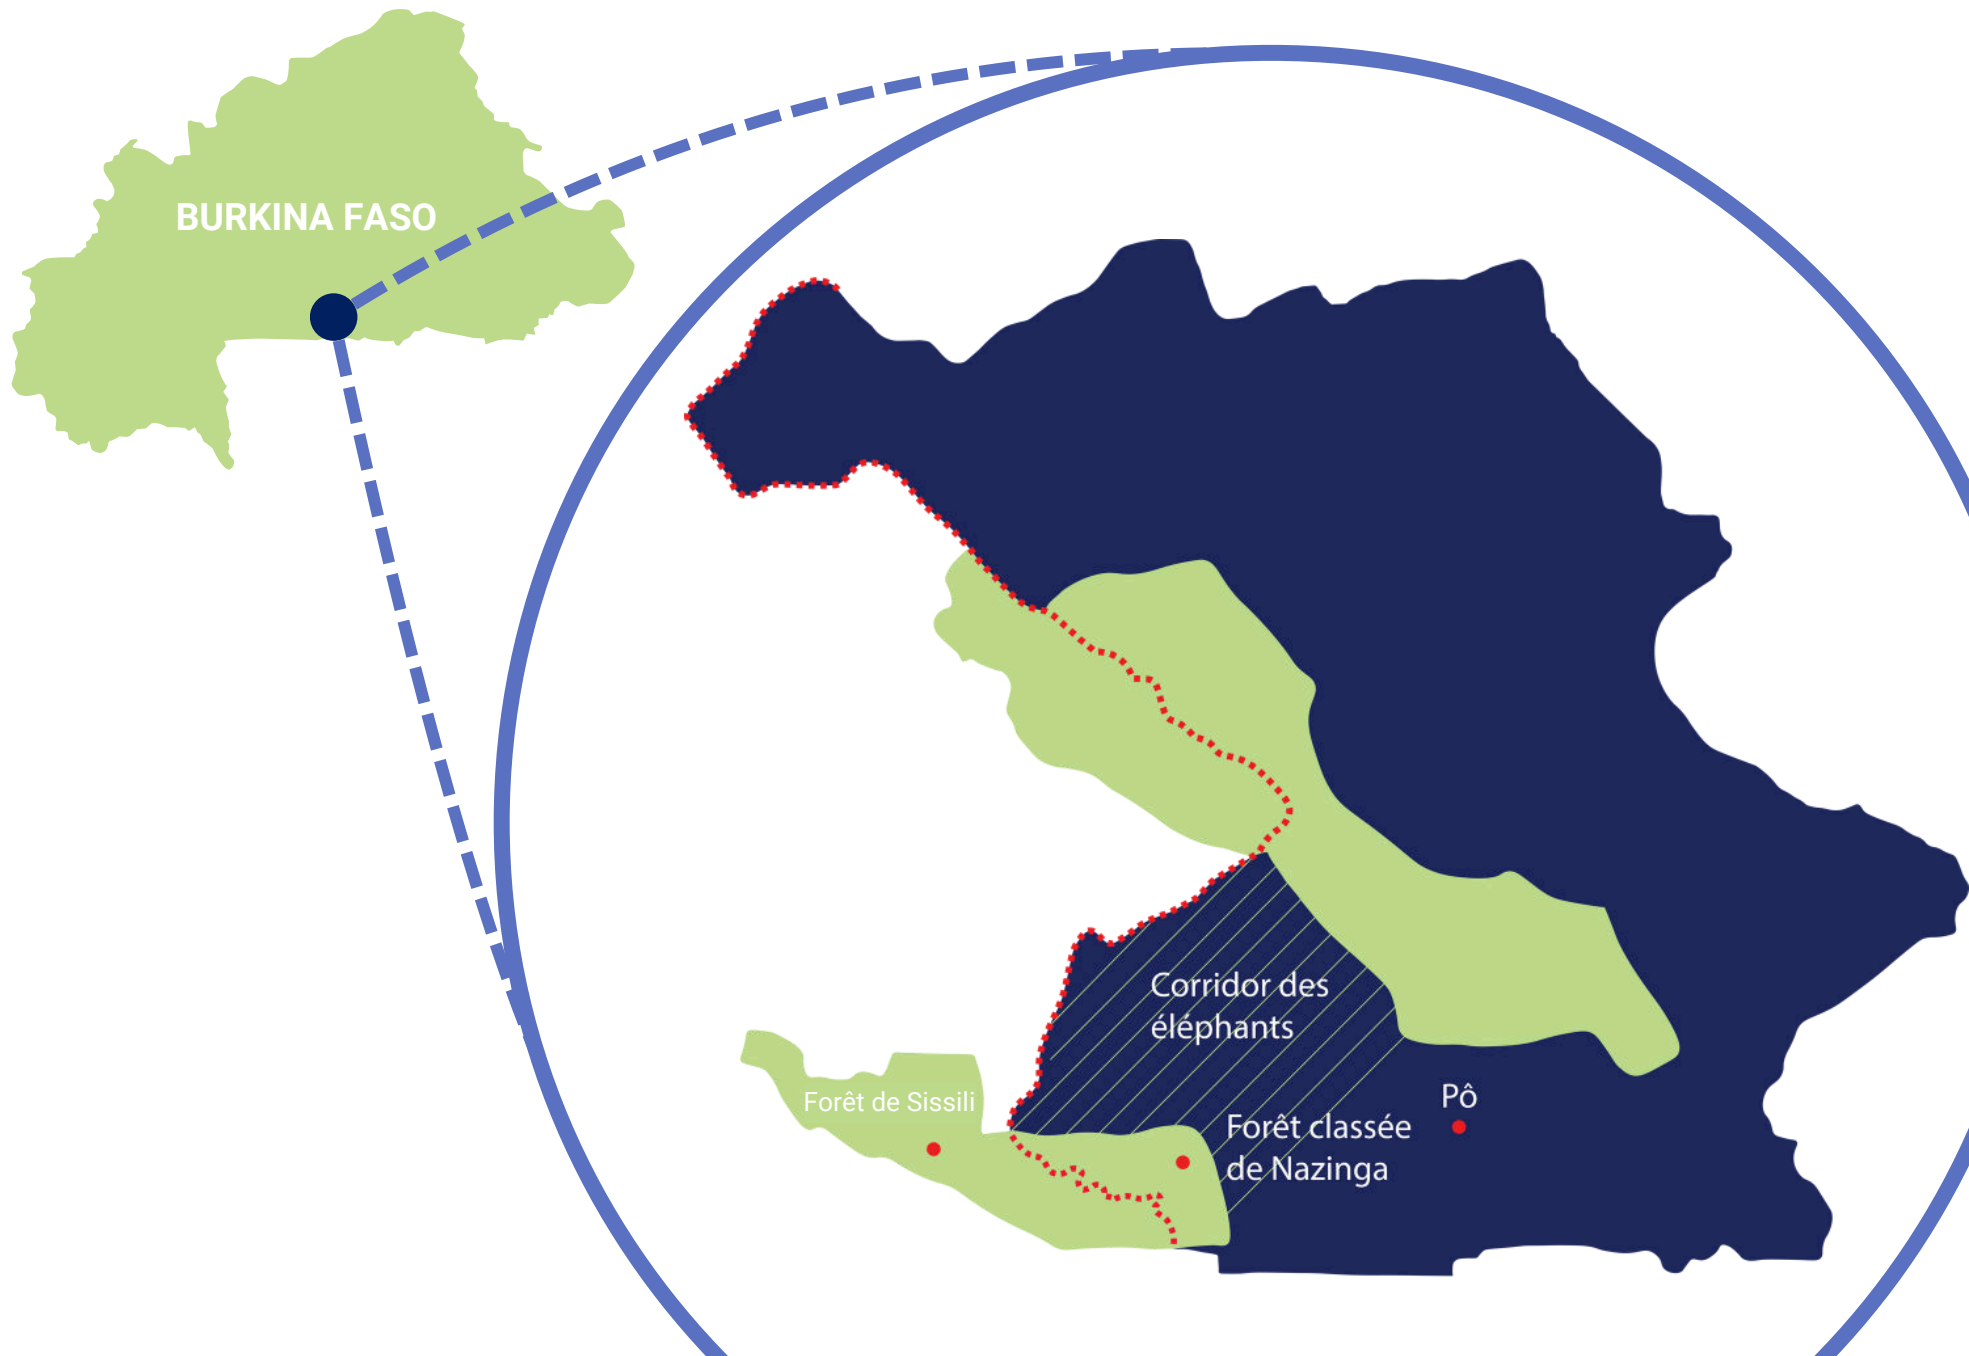 BURKINA FASO
Corridor des
éléphants
Forêt de Sissili
Pô
Forêt classée
de Nazinga